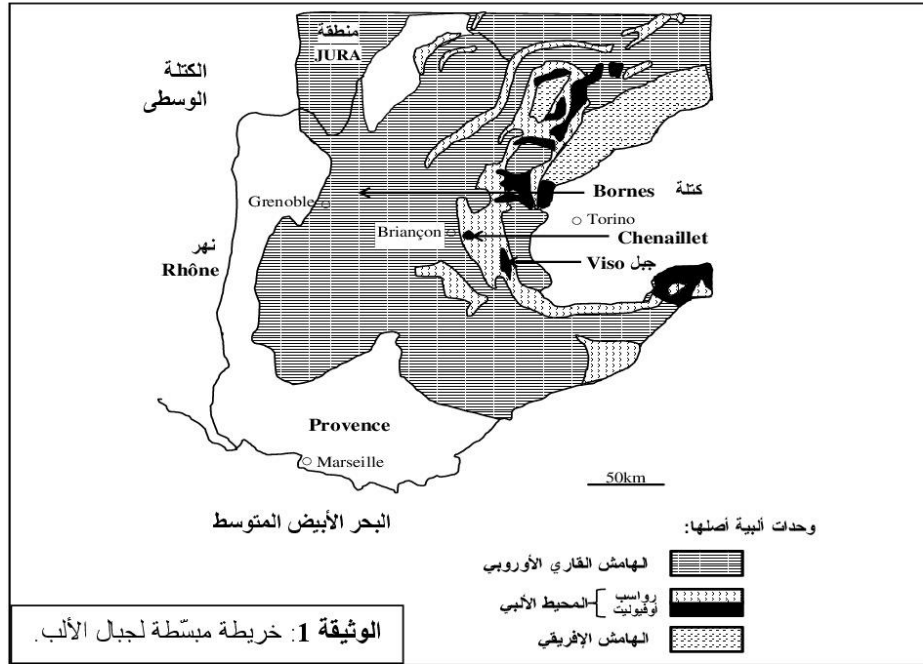 منطقة
JURA
الكتلة
الوسطى
كتلة Bornes
Grenoble
Torino
Briançon
Chenaillet
نهر
Rhône
جبل Viso
Provence
Marseille
50km
البحر الأبيض المتوسط
وحدات ألبية أصلها:
الهامش القاري الأوروبي
رواسب
المحيط الألبي
أوفيوليت
الهامش الإفريقي
الوثيقة 1: خريطة مبسّطة لجبال الألب.